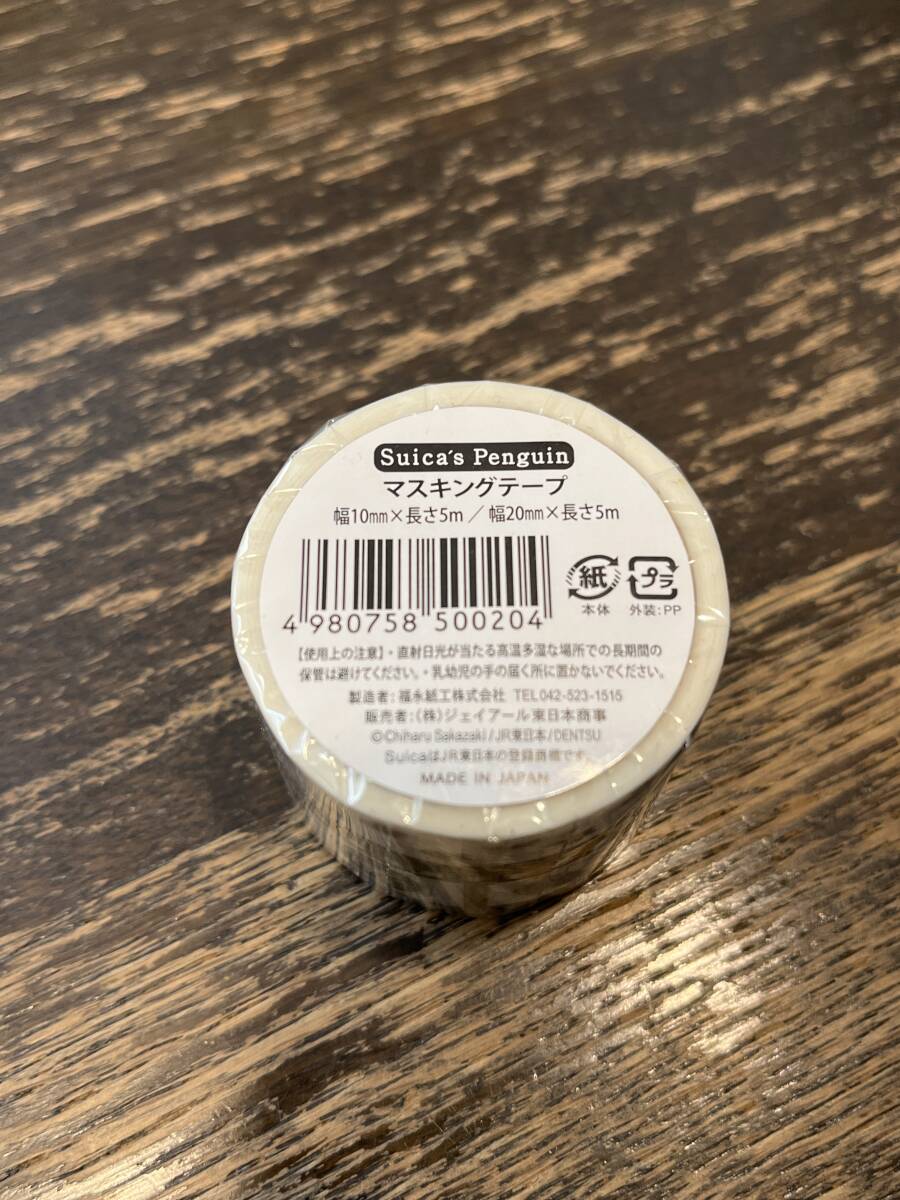 Suica's Penguin
マスキングテープ
幅10mm×長さ5m／幅20mm×長さ5m
4 980758 500204
紙 プラ
本体 外装:PP
【使用上の注意】・直射日光が当たる高温多湿な場所での長期間の
保管は避けてください。・乳幼児の手の届く所に置かないでください。
製造者:福永紙工株式会社 TEL042-523-1515
販売者:(株)ジェイアール東日本商事
©Chiharu Sakazaki/JR東日本/DENTSU
SuicaはJR東日本の登録商標です。
MADE IN JAPAN